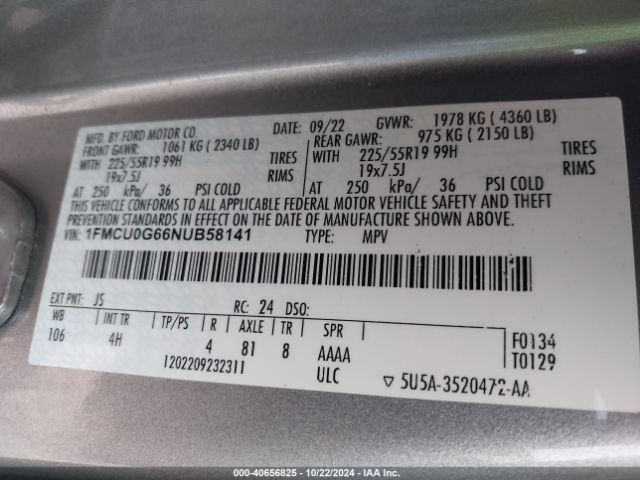 MFD. BY FORD MOTOR CO. DATE: 09/22 GVWR: 1978 KG ( 4360 LB)
FRONT GAWR: 1061 KG ( 2340 LB) REAR GAWR: 975 KG ( 2150 LB)
WITH 225/55R19 99H TIRES WITH 225/55R19 99H TIRES
19x7.5J RIMS 19x7.5J RIMS
AT 250 kPa/ 36 PSI COLD AT 250 kPa/ 36 PSI COLD
THIS VEHICLE CONFORMS TO ALL APPLICABLE FEDERAL MOTOR VEHICLE SAFETY AND THEFT
PREVENTION STANDARDS IN EFFECT ON THE DATE OF MANUFACTURE SHOWN ABOVE.
VIN: 1FMCU0G66NUB58141 TYPE: MPV
EXT PNT: JS RC: 24 DSO:
WB INT TR TP/PS R AXLE TR SPR
106 4H 4 81 8 AAAA
1202209232311 ULC
F0134
T0129
▽ 5U5A-3520472-AA
000-40656825 | 10/22/2024 | IAA Inc.